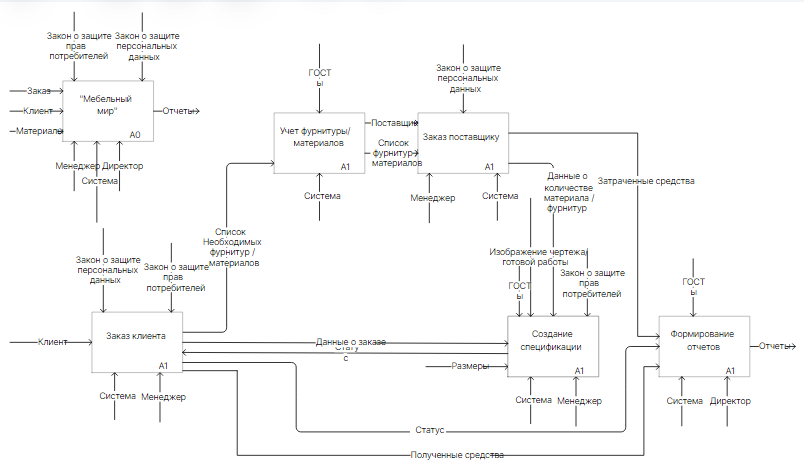 Закон о защите
прав
потребителей
Закон о защите
персональных
данных
Заказ
Клиент
Материалы
"Мебельный
мир"
A0
Отчеты
Менеджер
Директор
Система
ГОСТ
ы
Учет фурнитуры/
материалов
A1
Система
Поставщик
Список
фурнитур
материалов
Закон о защите
персональных
данных
Заказ поставщику
A1
Менеджер
Система
Затраченные средства
Данные о
количестве
материала /
фурнитур
Список
Необходимых
фурнитур /
материалов
Закон о защите
персональных
данных
Закон о защите
прав
потребителей
Клиент
Заказ клиента
A1
Система
Менеджер
Изображение чертежа/
готовой работы
ГОСТ
ы
Закон о защите
прав
потребителей
Данные о заказе
Стату
с
Размеры
Создание
спецификации
A1
Система
Менеджер
ГОСТ
ы
Формирование
отчетов
A1
Отчеты
Система
Директор
Статус
Полученные средства